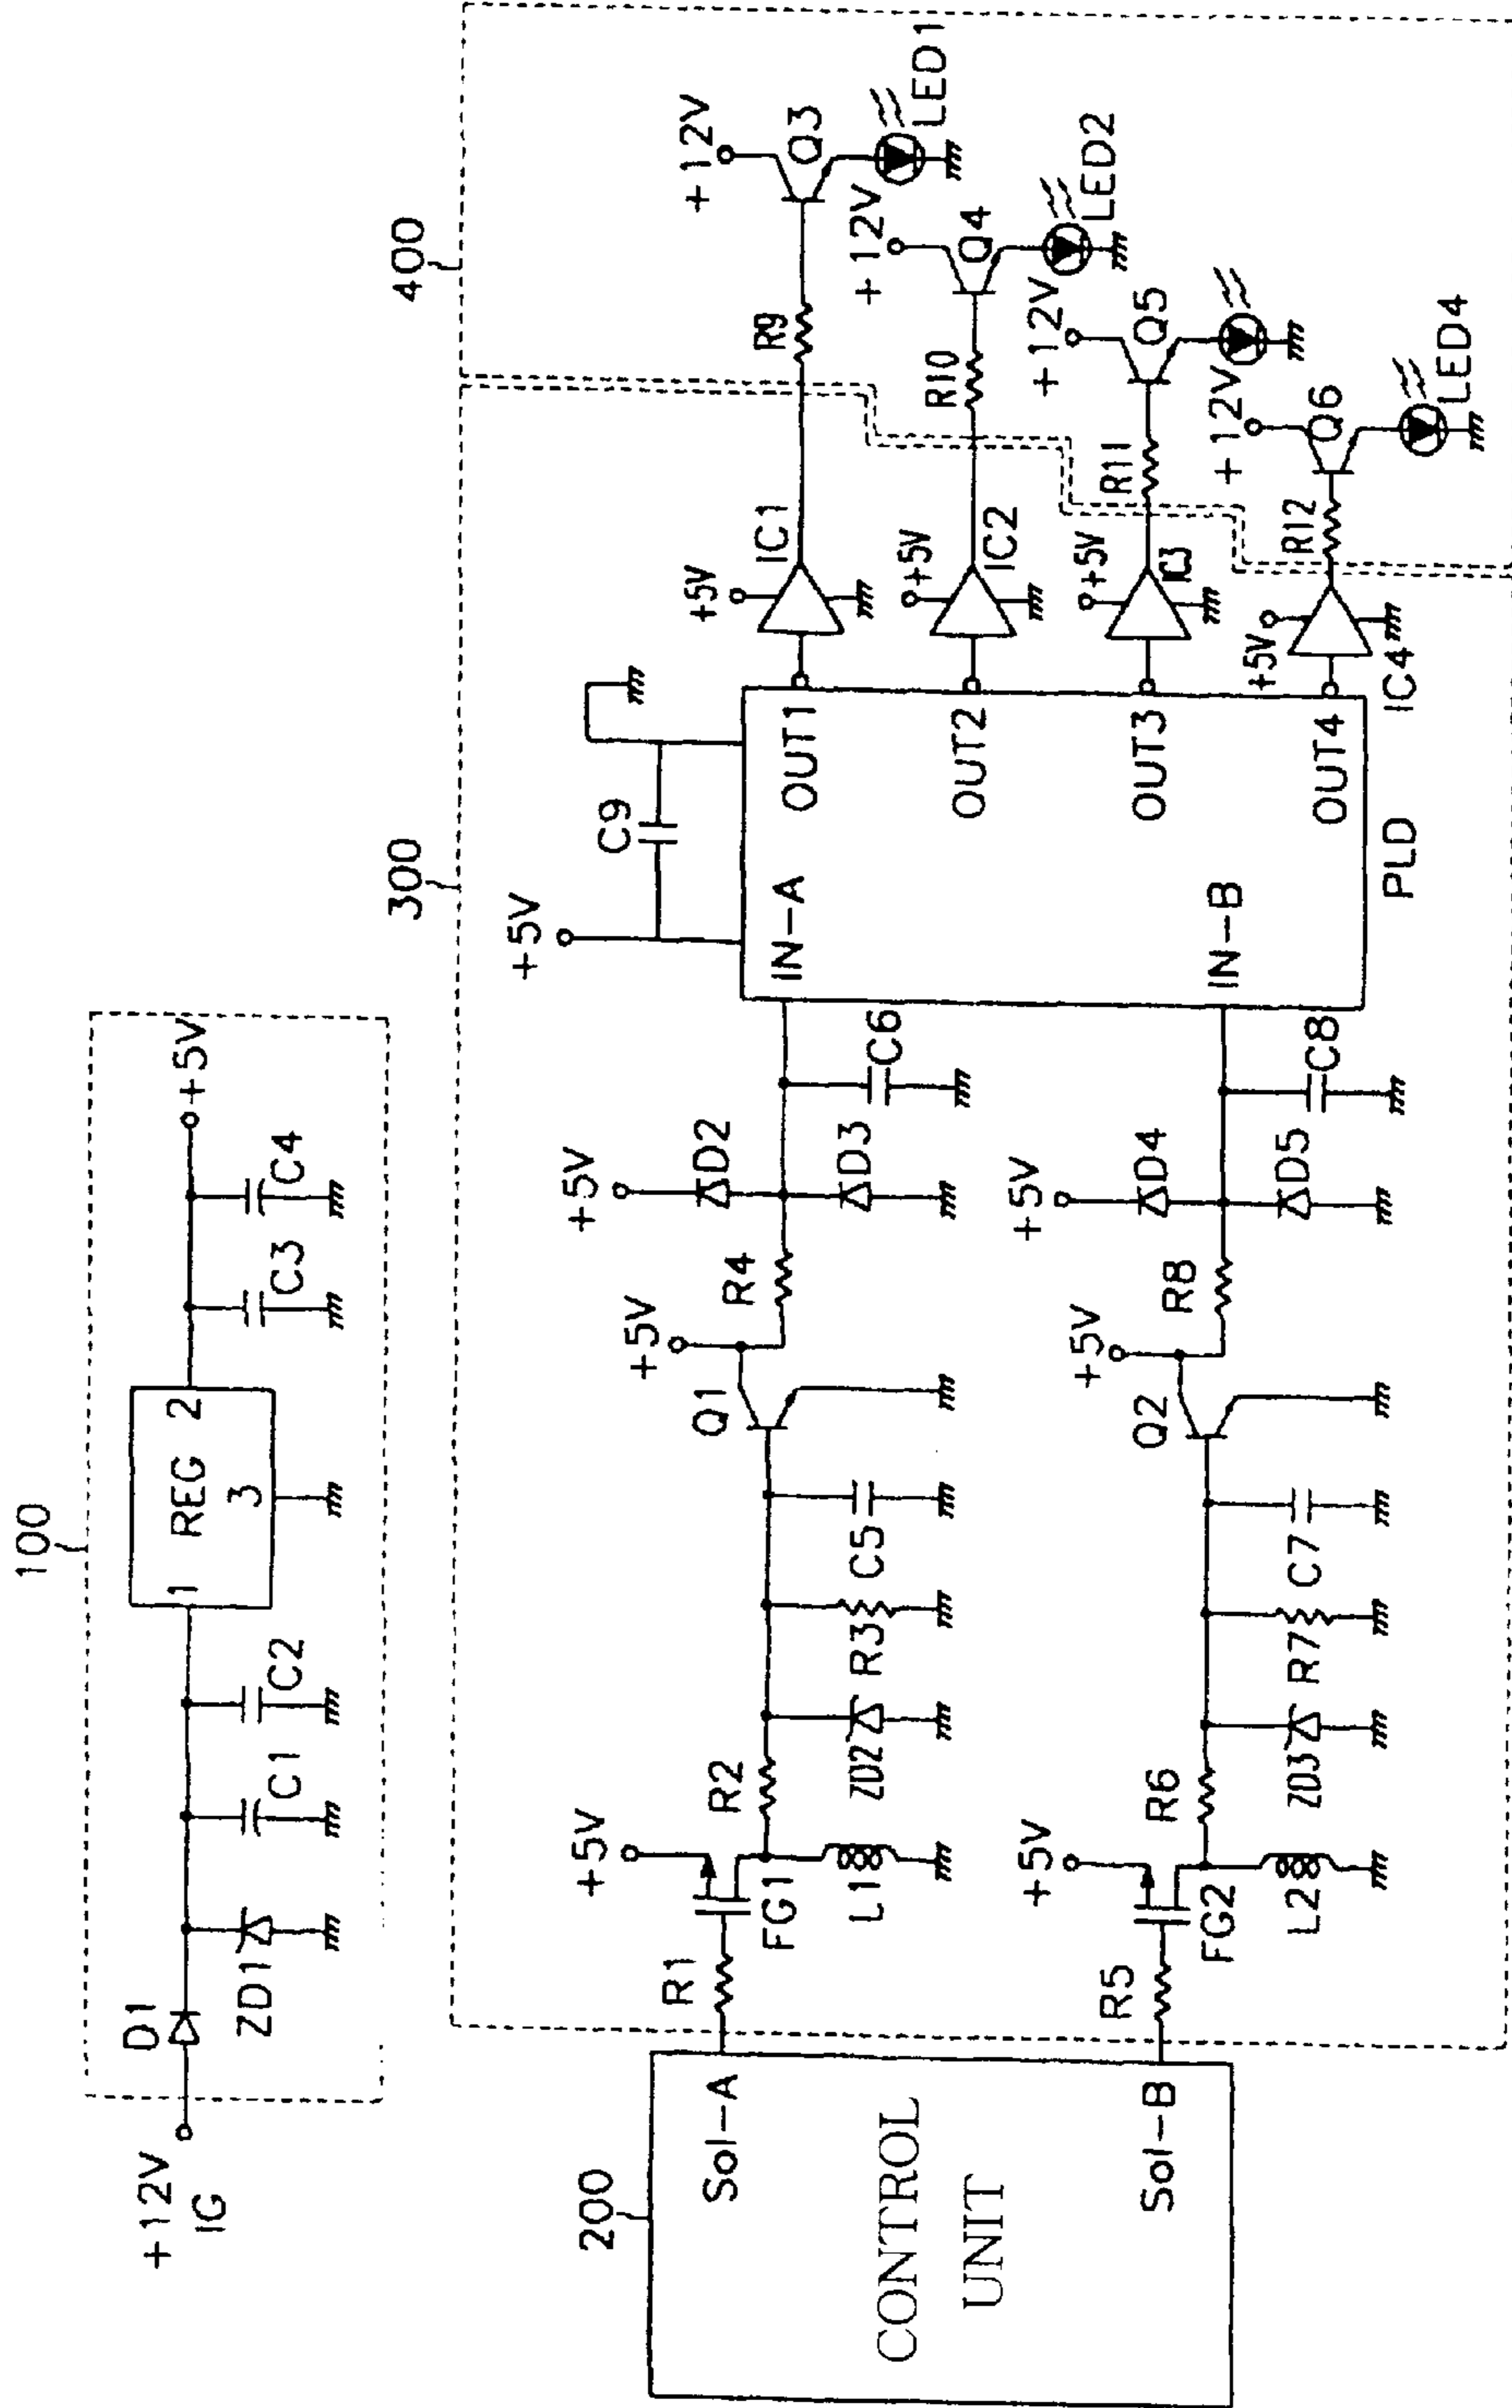 100
+12V
IG
D1
ZD1
C1
C2
1
REG
2
3
C3
C4
+5V
200
CONTROL
UNIT
Sol-A
Sol-B
300
R1
+5V
FG1
L1
R2
ZD2
R3
C5
Q1
+5V
R4
+5V
D2
D3
C6
R5
+5V
FG2
L2
R6
ZD3
R7
C7
Q2
+5V
R8
+5V
D4
D5
C8
+5V
C9
IN-A
IN-B
OUT1
OUT2
OUT3
OUT4
PLD
+5V
IC1
+5V
IC2
+5V
IC3
+5V
IC4
400
R9
+12V
Q3
LED1
R10
+12V
Q4
LED2
R11
+12V
Q5
R12
+12V
Q6
LED4